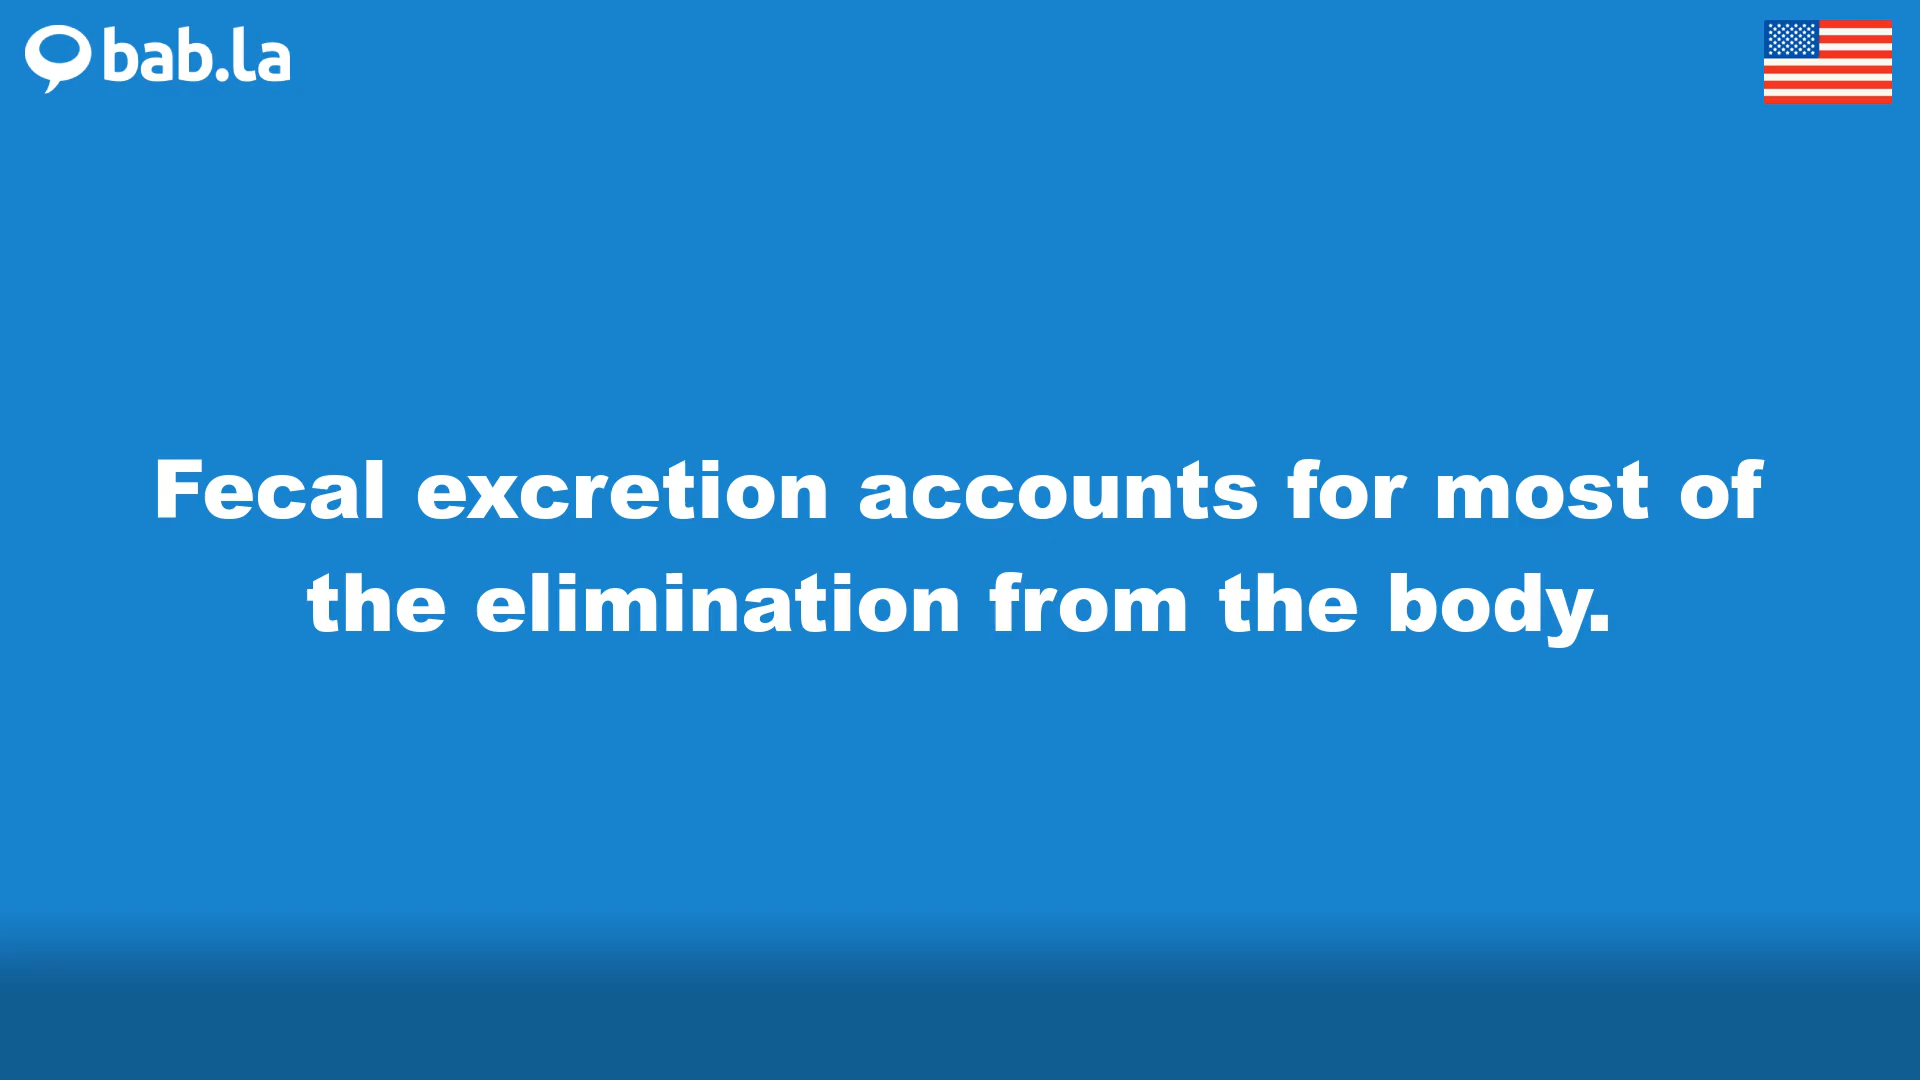 bab.la
Fecal excretion accounts for most of
the elimination from the body.